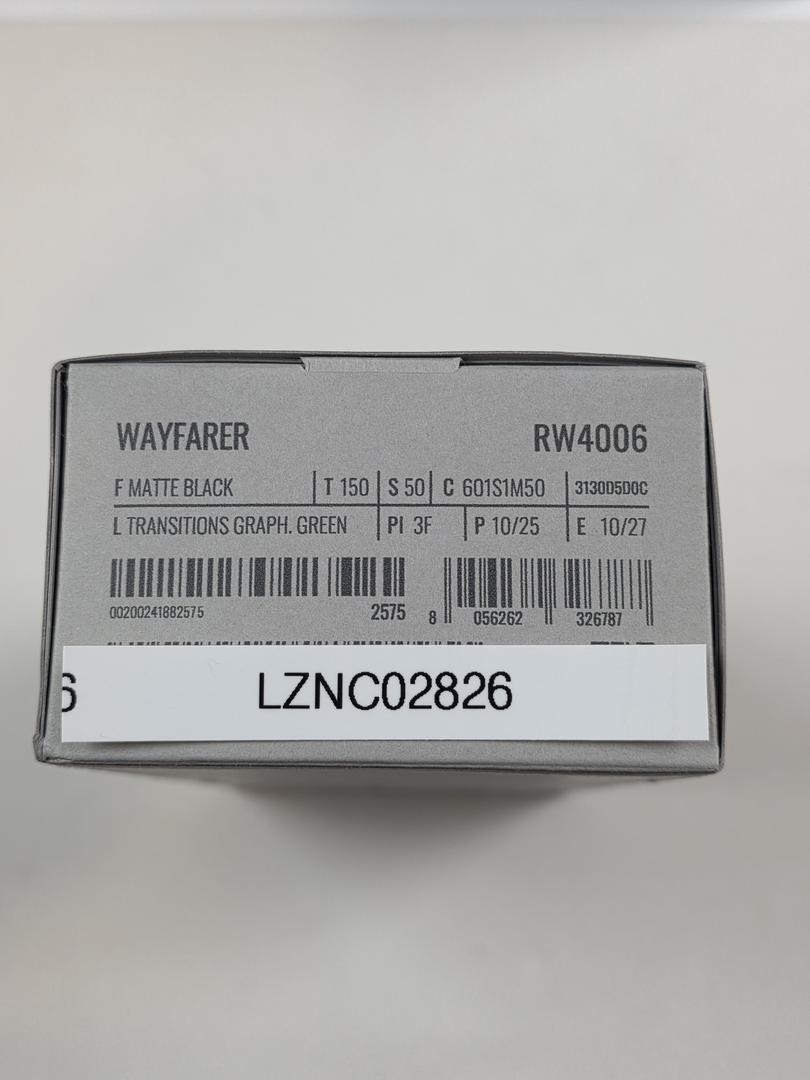 WAYFARER RW4006
F MATTE BLACK T 150 S 50 C 601S1M50 3130D5D0C
L TRANSITIONS GRAPH. GREEN PI 3F P 10/25 E 10/27
00200241882575 2575 8 056262 326787
6 LZNC02826